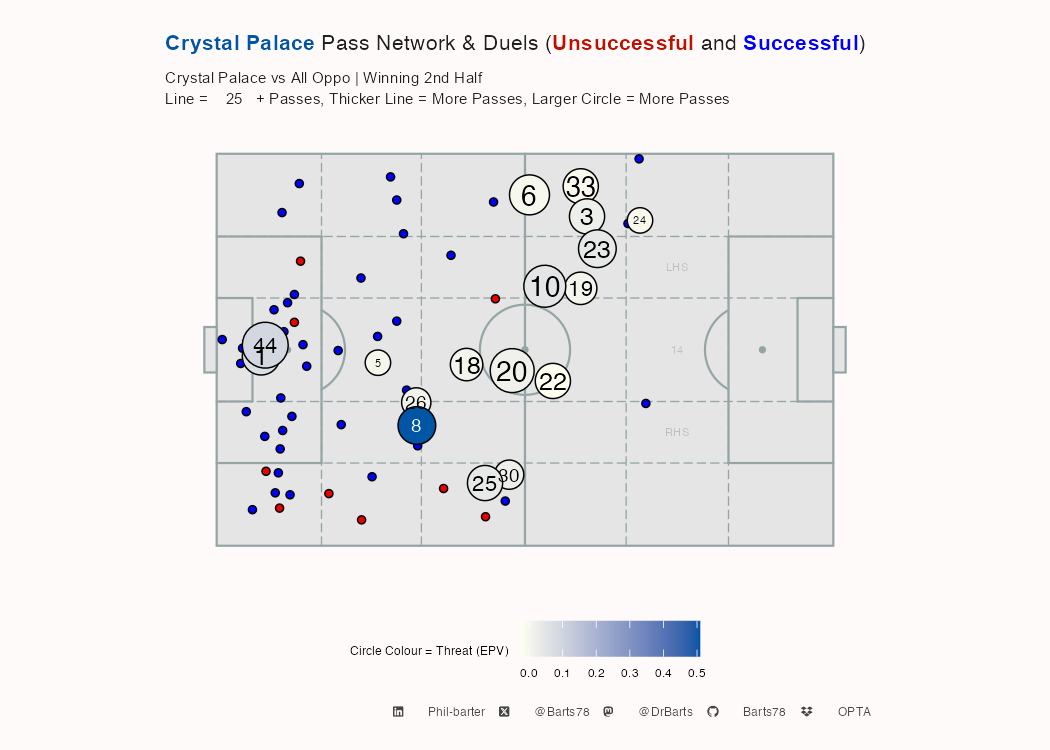 Crystal Palace Pass Network & Duels (Unsuccessful and Successful)
Crystal Palace vs All Oppo | Winning 2nd Half
Line = 25 + Passes, Thicker Line = More Passes, Larger Circle = More Passes
6
33
3
24
23
LHS
10
19
44
1
5
18
20
22
14
26
8
RHS
25
30
Circle Colour = Threat (EPV)
0.0 0.1 0.2 0.3 0.4 0.5
Phil-barter @Barts78 @DrBarts Barts78 OPTA